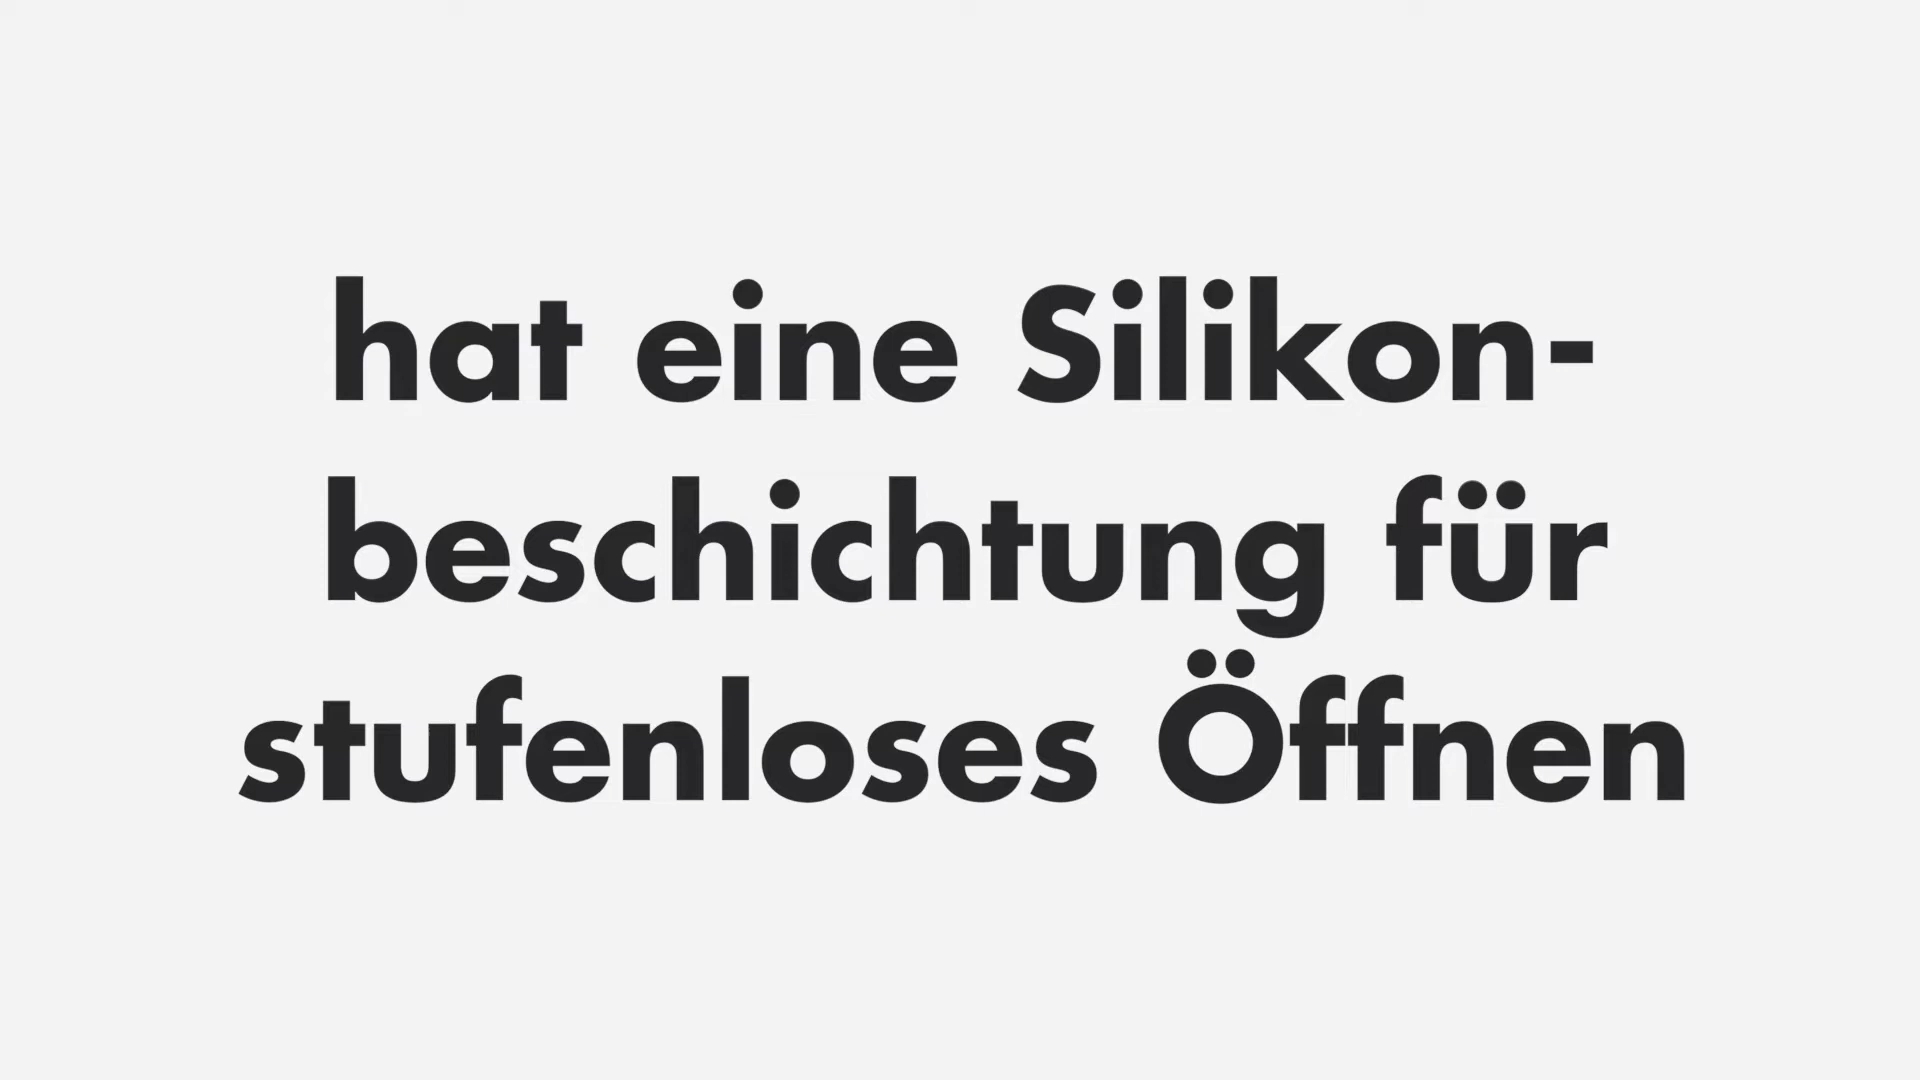 hat eine Silikon-
beschichtung für
stufenloses Öffnen